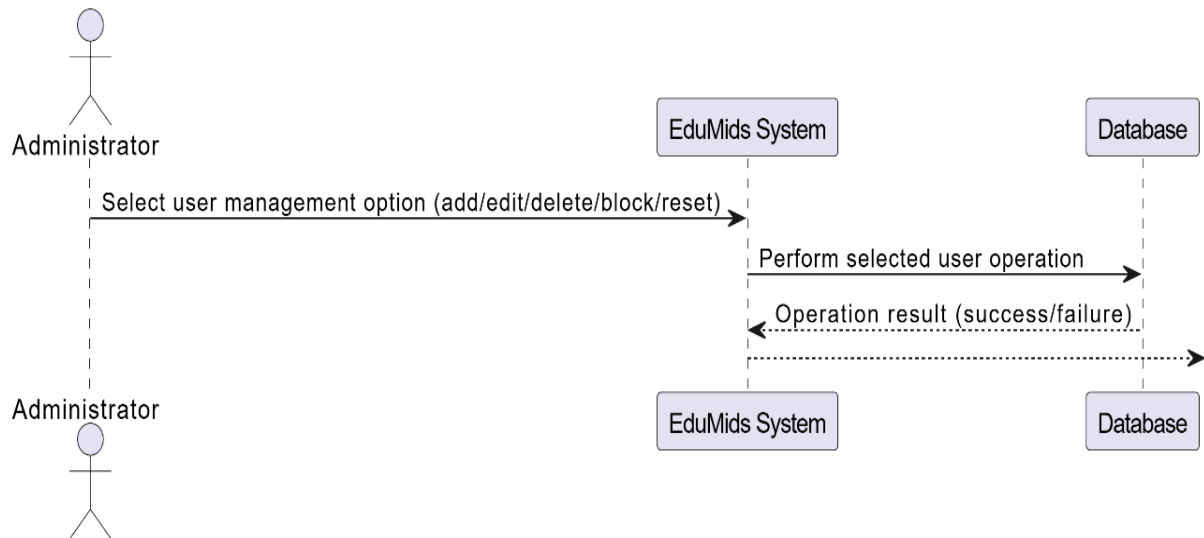 Administrator
EduMids System
Database
Select user management option (add/edit/delete/block/reset)
Perform selected user operation
Operation result (success/failure)
Administrator
EduMids System
Database